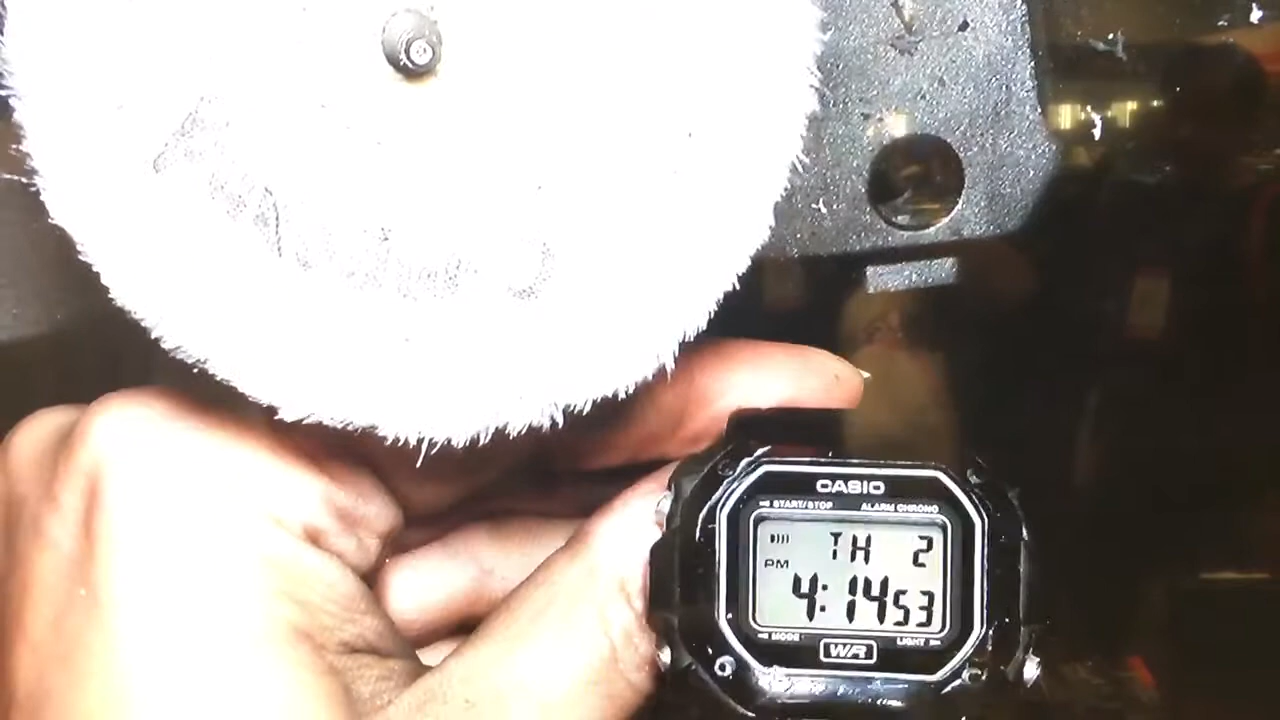 CASIO
START/STOP ALARM CHRONO
TH 2
PM 4:14 53
MODE LIGHT
WR